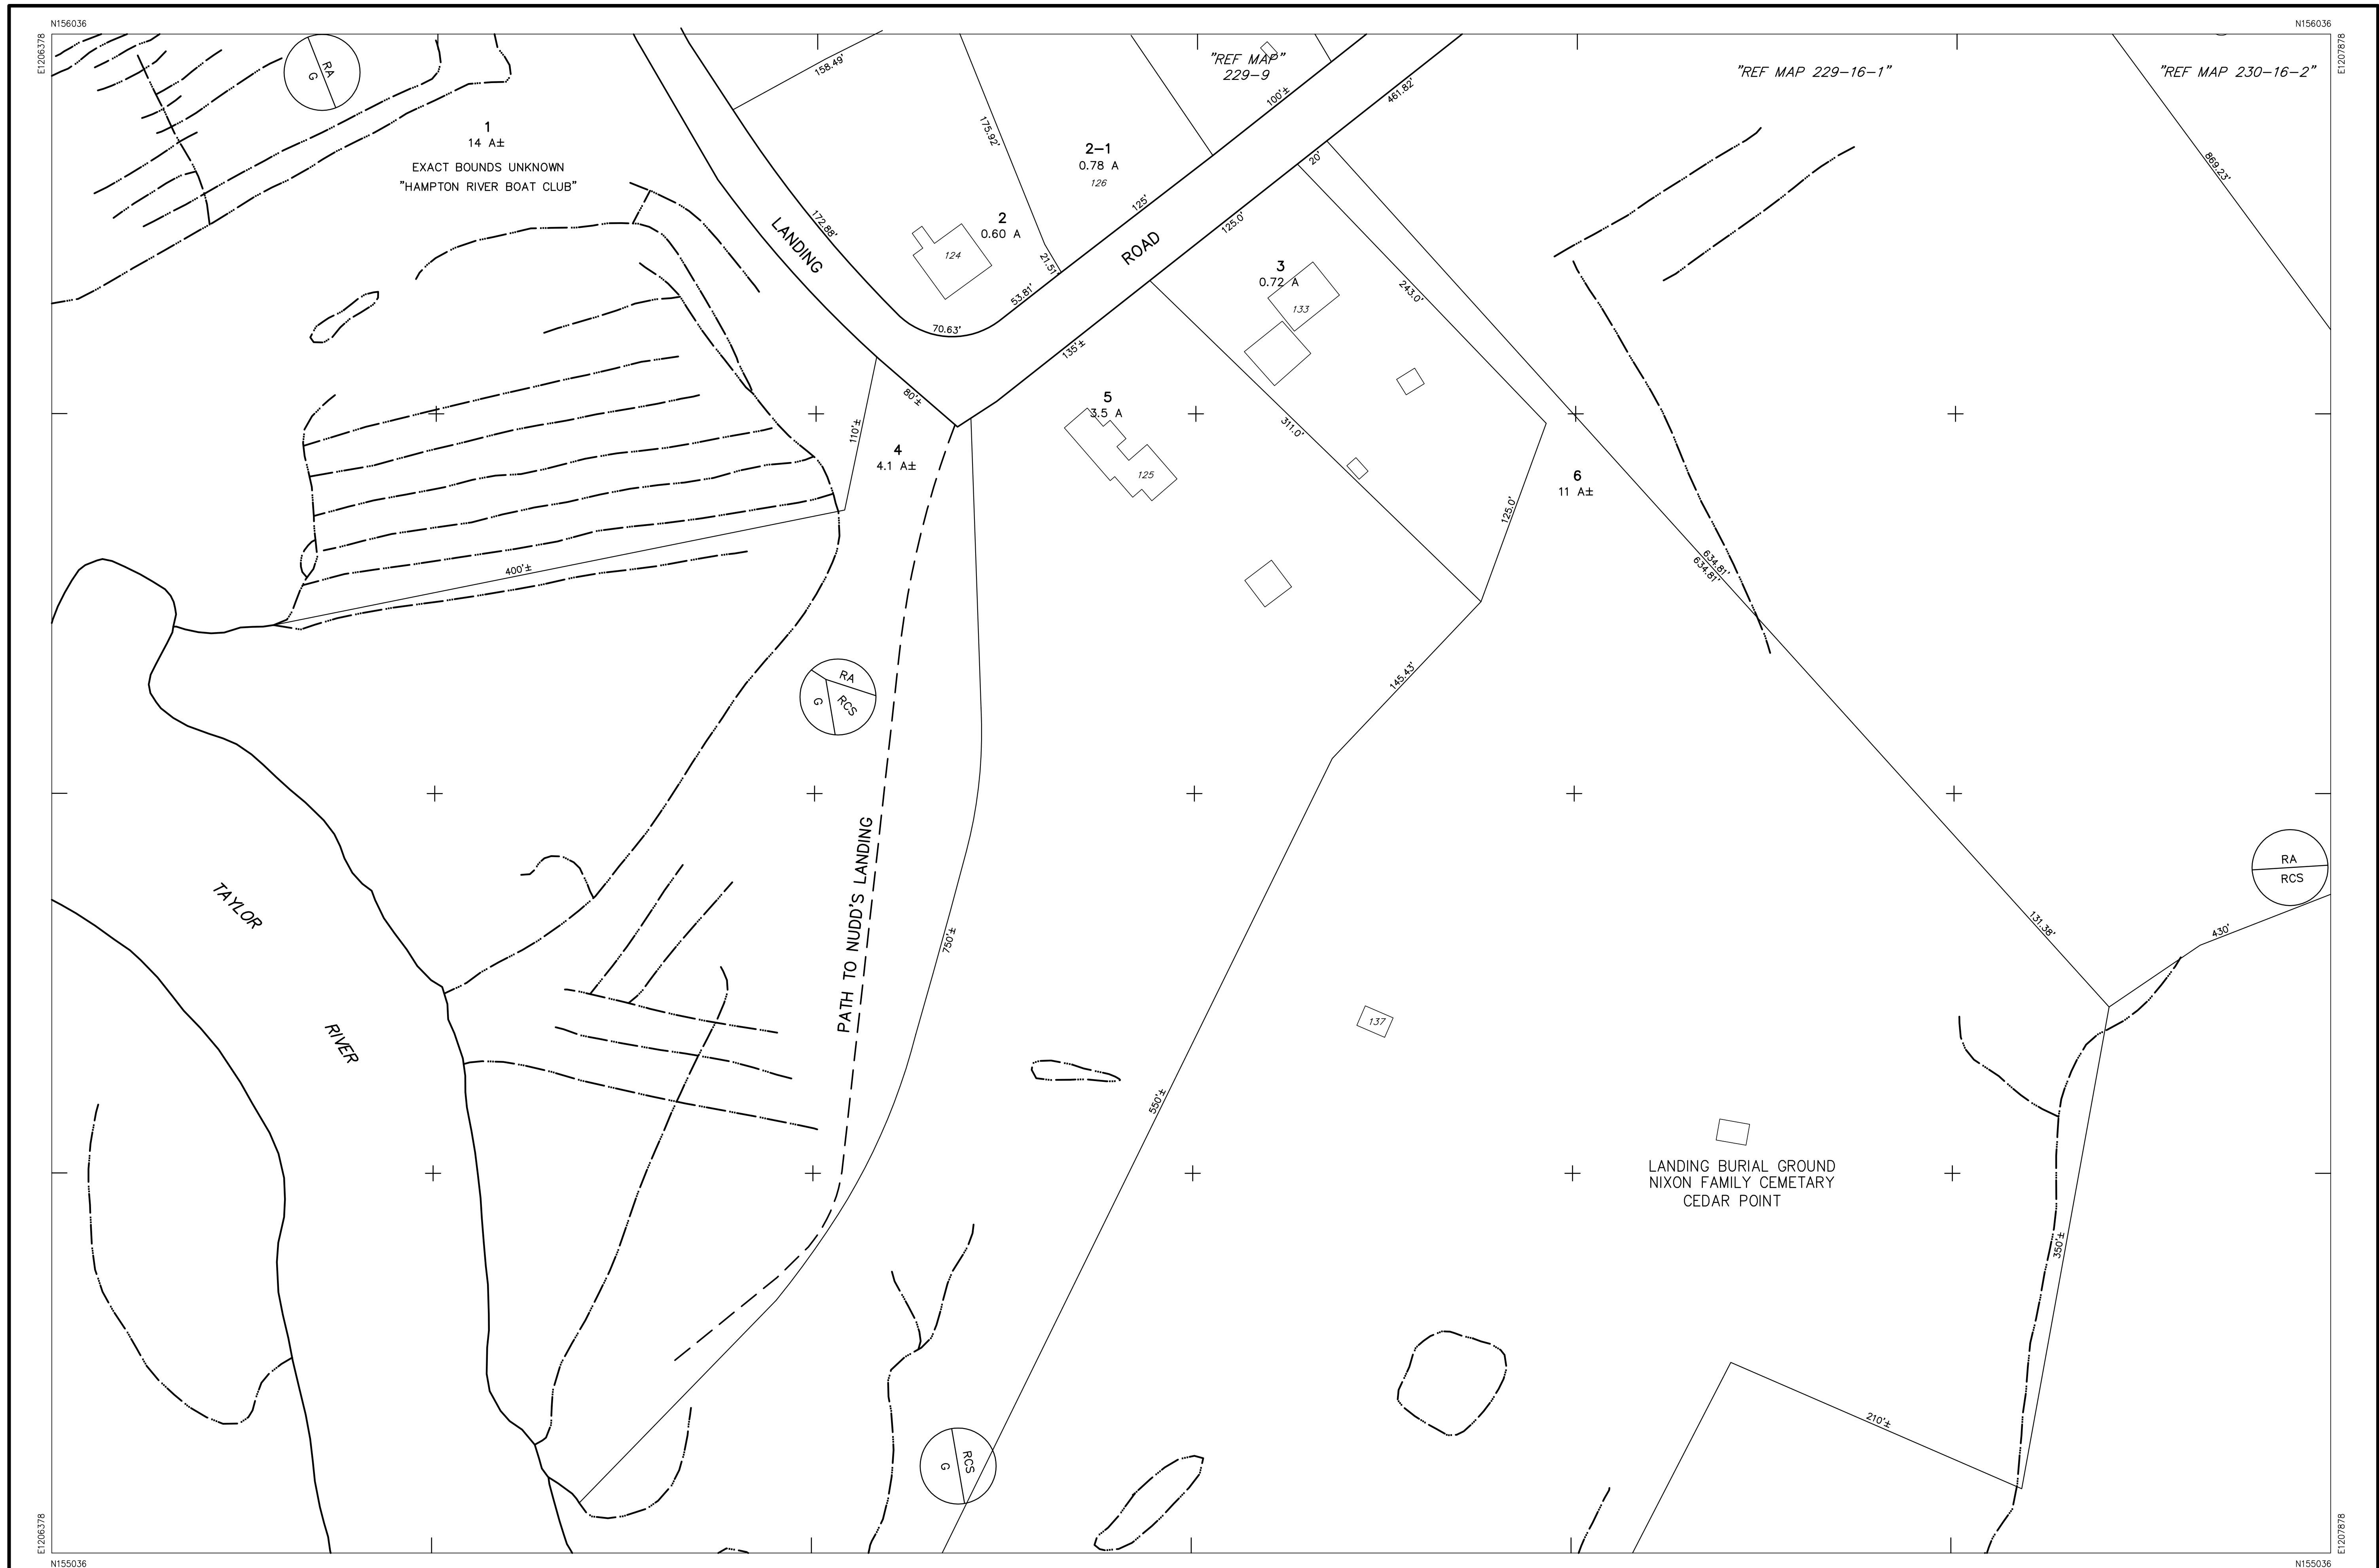 N156036
N156036
E1206378
E1207878
RA
G
1
14 A±
EXACT BOUNDS UNKNOWN
"HAMPTON RIVER BOAT CLUB"
158.49'
175.92'
"REF MAP"
229-9
100'±
461.82'
"REF MAP 229-16-1"
"REF MAP 230-16-2"
869.23'
2-1
0.78 A
126
20'
125'
125.0'
172.88'
LANDING
2
0.60 A
124
21.51'
53.81'
70.63'
ROAD
3
0.72 A
133
243.0'
135'±
80'±
110'±
5
3.5 A
125
311.0'
4
4.1 A±
6
11 A±
125.0'
400'±
634.81'
634.81'
145.43'
RA
RCS
G
PATH TO NUDD'S LANDING
750'±
TAYLOR
RIVER
RA
RCS
131.38'
430'
137
550'±
LANDING BURIAL GROUND
NIXON FAMILY CEMETARY
CEDAR POINT
350'±
210'±
RCS
G
E1206378
E1207878
N155036
N155036